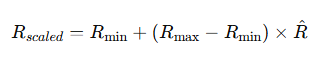 R_{scaled} = R_{min} + (R_{max} − R_{min}) × R̂